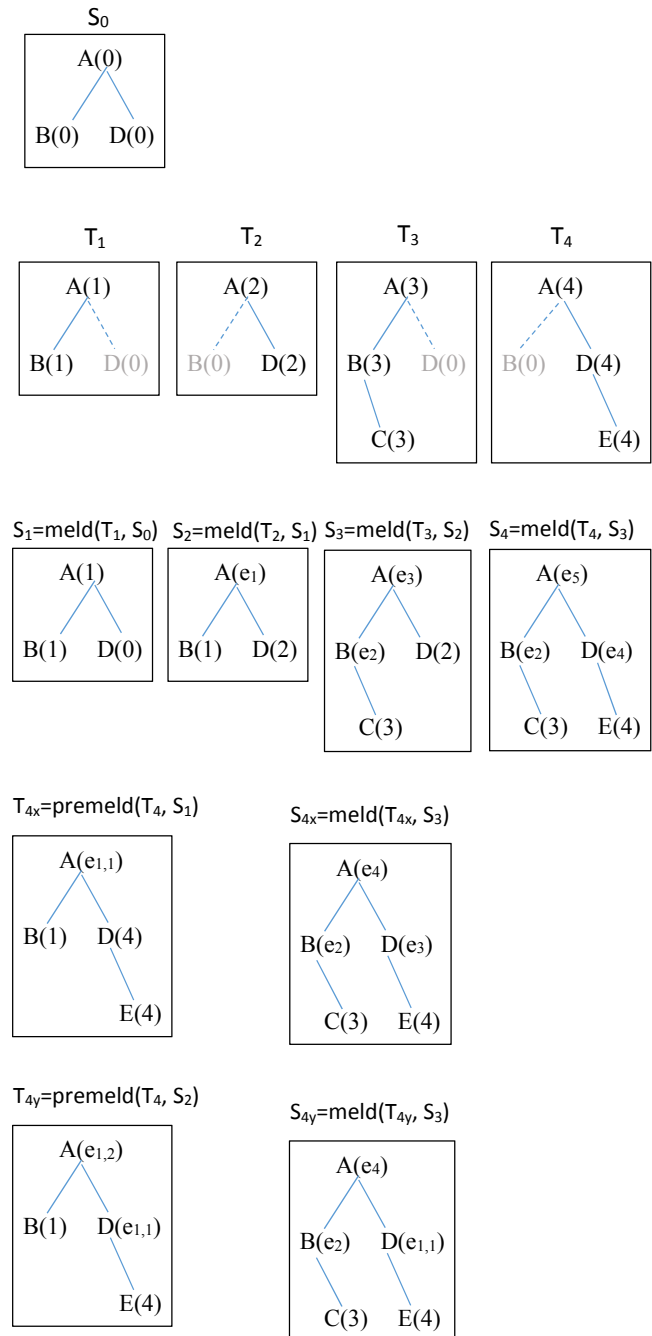 S₀
A(0)
B(0) D(0)
T₁ T₂ T₃ T₄
A(1) A(2) A(3) A(4)
B(1) D(0) B(0) D(2) B(3) D(0) B(0) D(4)
C(3) E(4)
S₁=meld(T₁, S₀) S₂=meld(T₂, S₁) S₃=meld(T₃, S₂) S₄=meld(T₄, S₃)
A(1) A(e₁) A(e₃) A(e₅)
B(1) D(0) B(1) D(2) B(e₂) D(2) B(e₂) D(e₄)
C(3) C(3) E(4)
T₄ₓ=premeld(T₄, S₁) S₄ₓ=meld(T₄ₓ, S₃)
A(e₁,₁) A(e₄)
B(1) D(4) B(e₂) D(e₃)
E(4) C(3) E(4)
T₄y=premeld(T₄, S₂) S₄y=meld(T₄y, S₃)
A(e₁,₂) A(e₄)
B(1) D(e₁,₁) B(e₂) D(e₁,₁)
E(4) C(3) E(4)